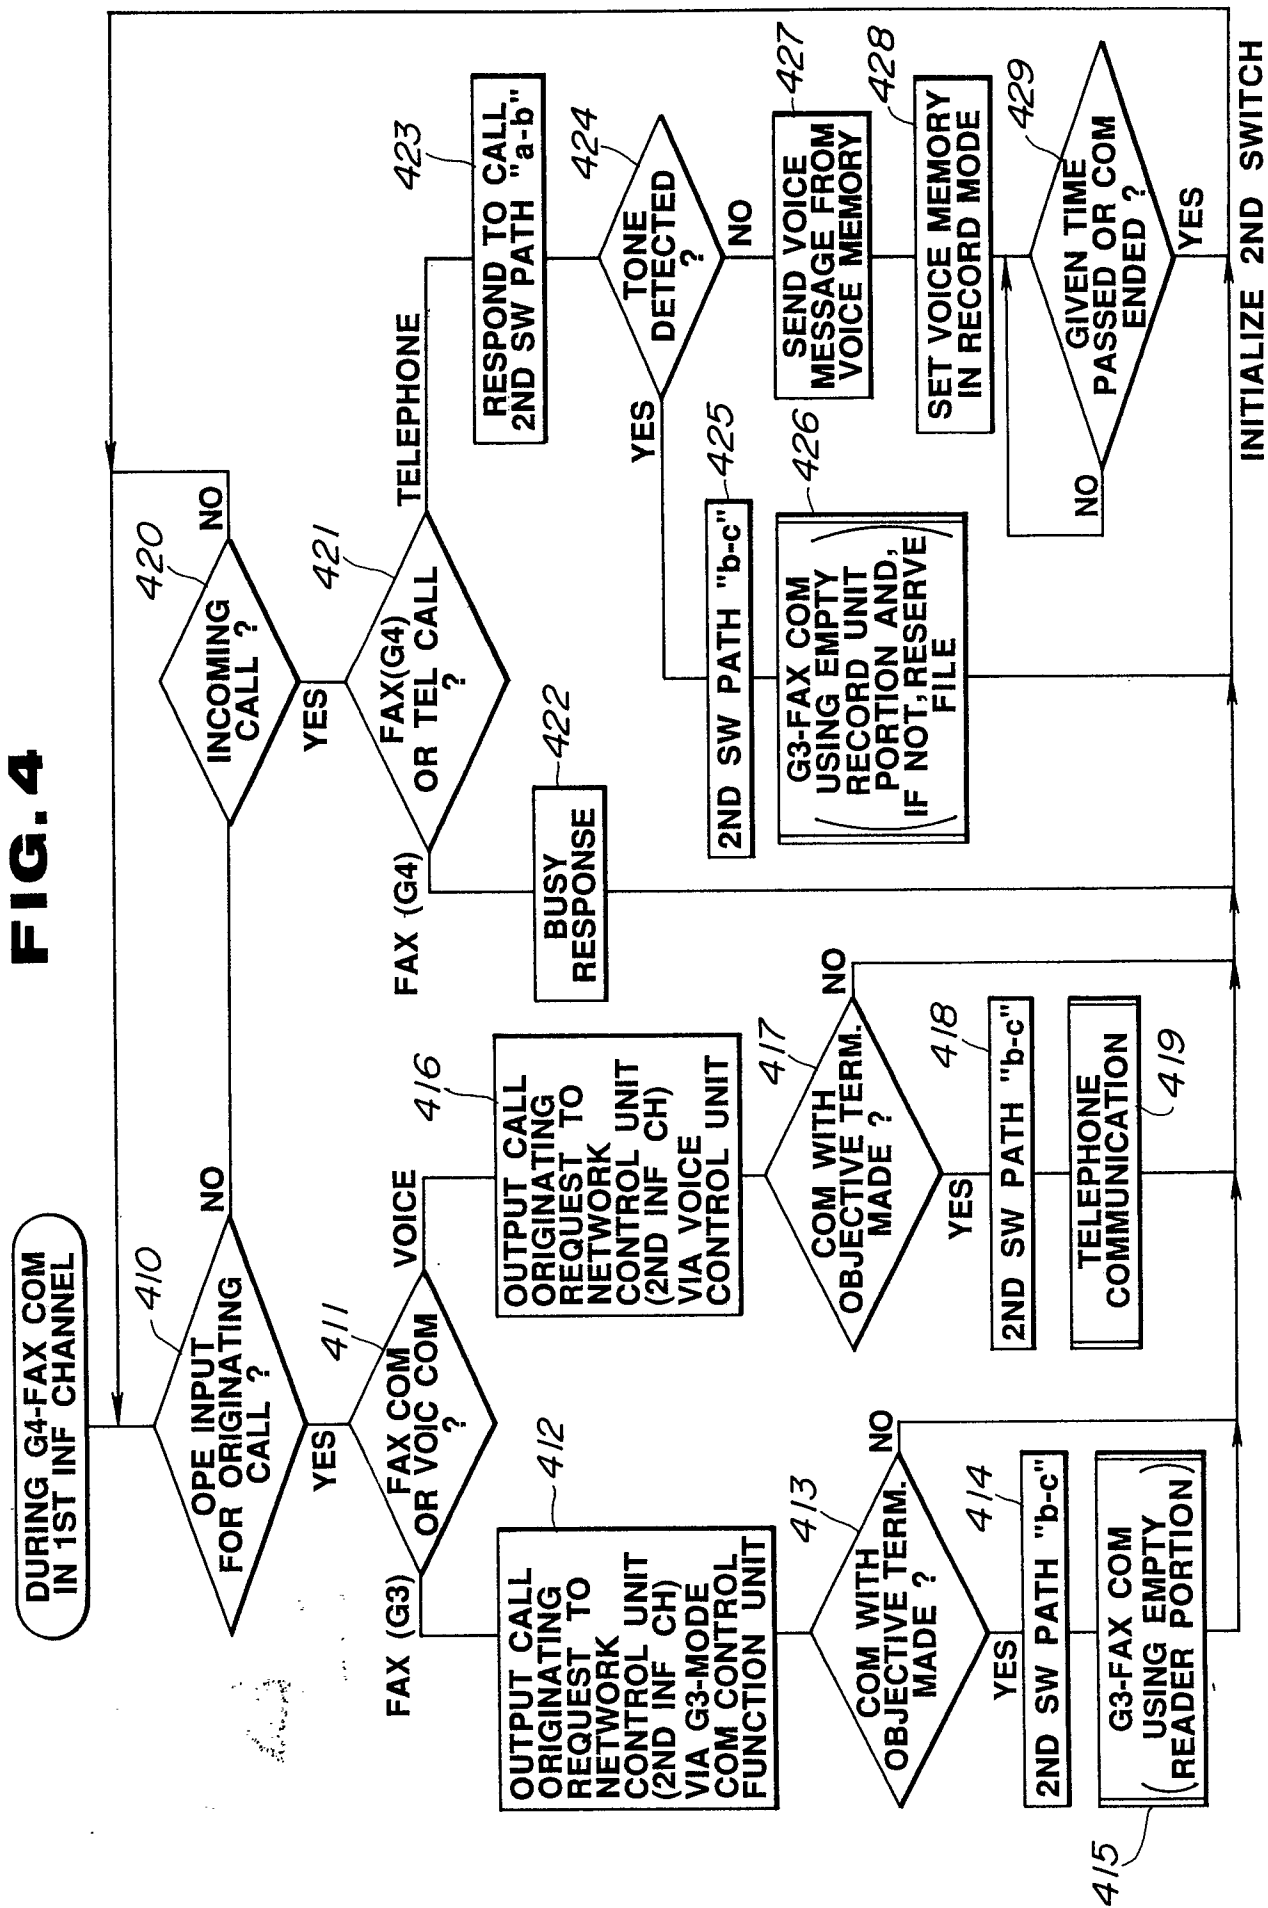 FIG. 4
DURING G4-FAX COM
IN 1ST INF CHANNEL
410
OPE INPUT
FOR ORIGINATING
CALL ?
NO
YES
411
FAX COM
OR VOIC COM
?
FAX (G3)
VOICE
412
OUTPUT CALL
ORIGINATING
REQUEST TO
NETWORK
CONTROL UNIT
(2ND INF CH)
VIA G3-MODE
COM CONTROL
FUNCTION UNIT
413
COM WITH
OBJECTIVE TERM.
MADE ?
NO
YES
414
2ND SW PATH "b-c"
415
G3-FAX COM
USING EMPTY
(READER PORTION)
416
OUTPUT CALL
ORIGINATING
REQUEST TO
NETWORK
CONTROL UNIT
(2ND INF CH)
VIA VOICE
CONTROL UNIT
417
COM WITH
OBJECTIVE TERM.
MADE ?
NO
YES
418
2ND SW PATH "b-c"
TELEPHONE
COMMUNICATION
419
420
INCOMING
CALL ?
NO
YES
421
FAX(G4)
OR TEL CALL
?
FAX (G4)
TELEPHONE
422
BUSY
RESPONSE
423
RESPOND TO CALL,
2ND SW PATH "a-b"
424
TONE
DETECTED
?
YES
NO
425
2ND SW PATH "b-c"
426
G3-FAX COM
USING EMPTY
RECORD UNIT
PORTION AND,
IF NOT, RESERVE
FILE
427
SEND VOICE
MESSAGE FROM
VOICE MEMORY
428
SET VOICE MEMORY
IN RECORD MODE
429
GIVEN TIME
PASSED OR COM
ENDED ?
NO
YES
INITIALIZE 2ND SWITCH